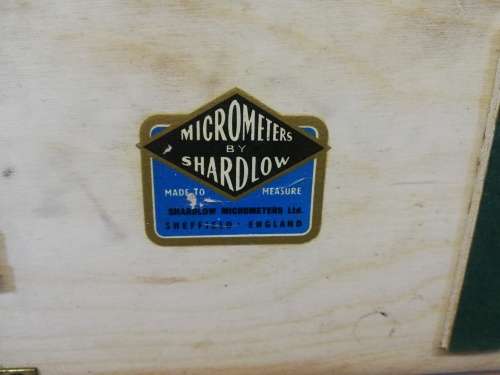 MICROMETERS
BY
SHARDLOW
MADE TO MEASURE
SHARDLOW MICROMETERS Ltd.
SHEFFIELD · ENGLAND